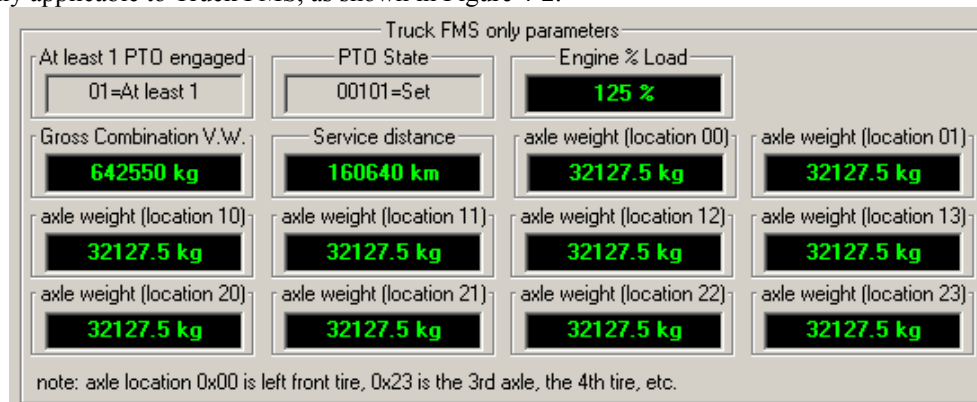 Truck FMS only parameters
At least 1 PTO engaged
PTO State
Engine % Load
01=At least 1
00101=Set
125 %
Gross Combination V.W.
Service distance
axle weight (location 00)
axle weight (location 01)
642550 kg
160640 km
32127.5 kg
32127.5 kg
axle weight (location 10)
axle weight (location 11)
axle weight (location 12)
axle weight (location 13)
32127.5 kg
32127.5 kg
32127.5 kg
32127.5 kg
axle weight (location 20)
axle weight (location 21)
axle weight (location 22)
axle weight (location 23)
32127.5 kg
32127.5 kg
32127.5 kg
32127.5 kg
note: axle location 0x00 is left front tire, 0x23 is the 3rd axle, the 4th tire, etc.